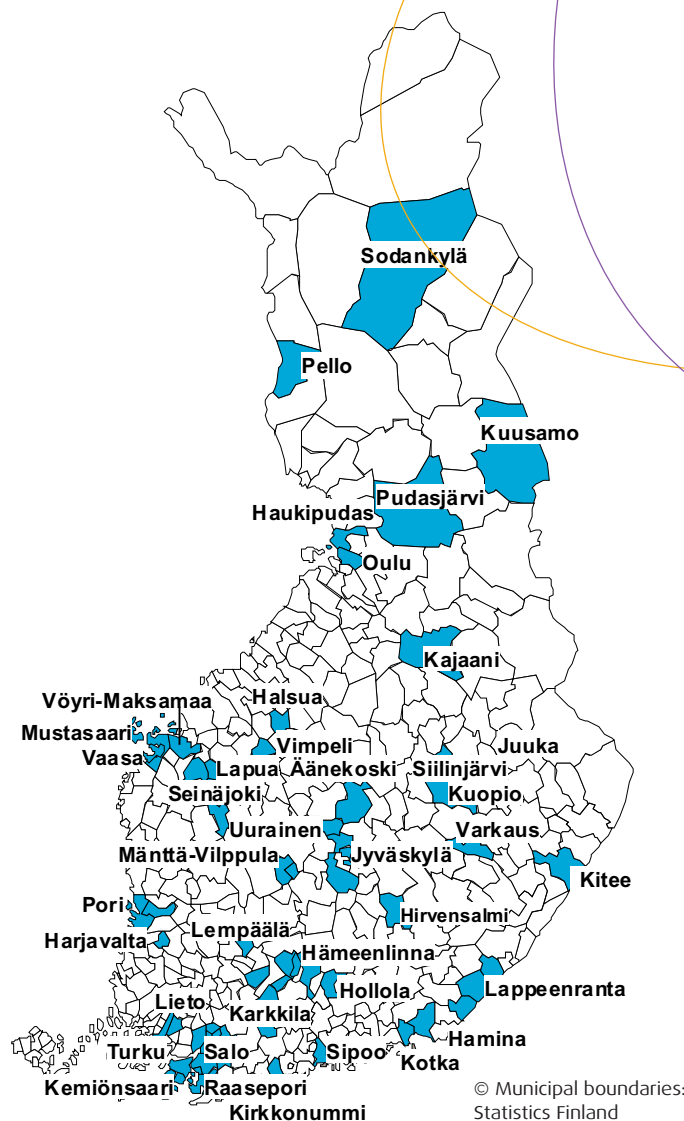 Sodankylä
Pello
Kuusamo
Pudasjärvi
Haukipudas
Oulu
Kajaani
Vöyri-Maksamaa
Halsua
Mustasaari
Vimpeli
Juuka
Vaasa
Lapua
Äänekoski
Siilinjärvi
Seinäjoki
Kuopio
Uurainen
Varkaus
Mänttä-Vilppula
Jyväskylä
Kitee
Pori
Hirvensalmi
Lempäälä
Harjavalta
Hämeenlinna
Hollola
Lappeenranta
Lieto
Karkkila
Hamina
Turku
Salo
Sipoo
Kotka
Kemiönsaari
Raasepori
Kirkkonummi
© Municipal boundaries:
Statistics Finland